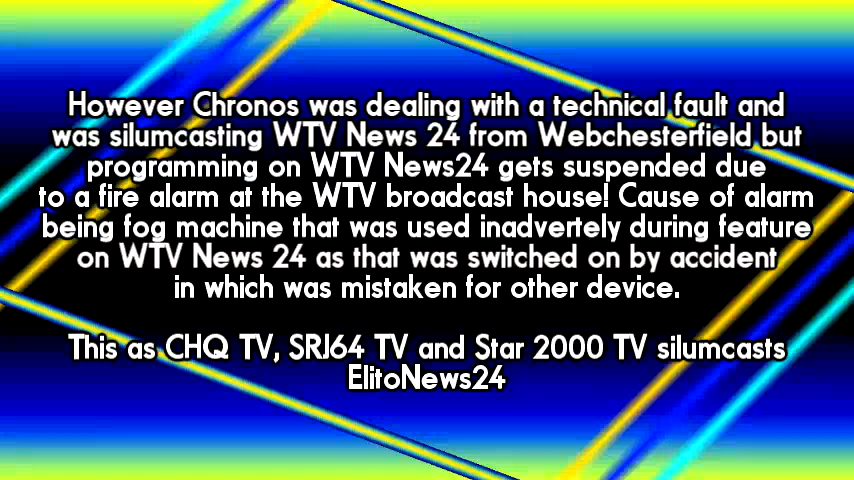 However Chronos was dealing with a technical fault and
was silumcasting WTV News 24 from Webchesterfield but
programming on WTV News24 gets suspended due
to a fire alarm at the WTV broadcast house! Cause of alarm
being fog machine that was used inadvertely during feature
on WTV News 24 as that was switched on by accident
in which was mistaken for other device.
This as CHQ TV, SRJ64 TV and Star 2000 TV silumcasts
ElitoNews24